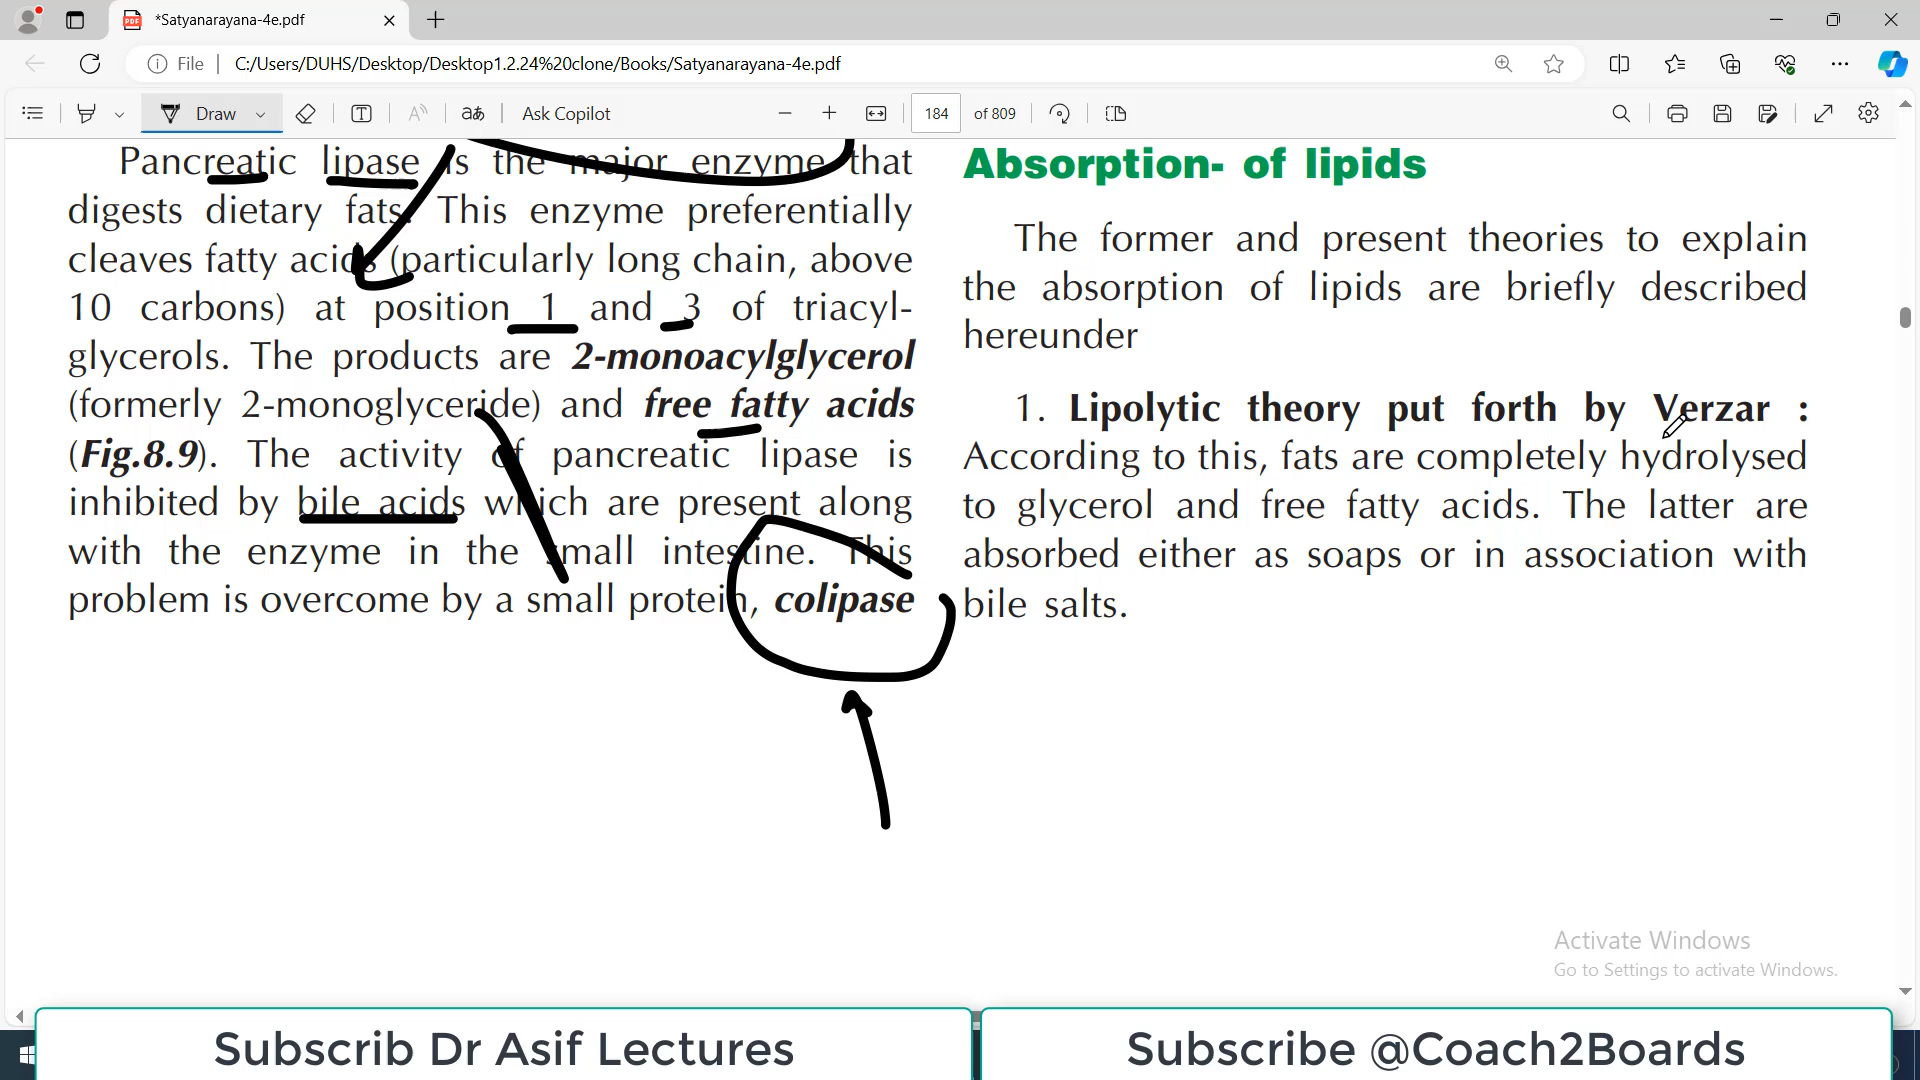 *Satyanarayana-4e.pdf
File
C:/Users/DUHS/Desktop/Desktop1.2.24%20clone/Books/Satyanarayana-4e.pdf
Draw
Ask Copilot
184 of 809
Pancreatic lipase is the major enzyme that
digests dietary fats. This enzyme preferentially
cleaves fatty acids (particularly long chain, above
10 carbons) at position 1 and 3 of triacyl-
glycerols. The products are 2-monoacylglycerol
(formerly 2-monoglyceride) and free fatty acids
(Fig.8.9). The activity of pancreatic lipase is
inhibited by bile acids which are present along
with the enzyme in the small intestine. This
problem is overcome by a small protein, colipase
Absorption- of lipids
The former and present theories to explain
the absorption of lipids are briefly described
hereunder
1. Lipolytic theory put forth by Verzar :
According to this, fats are completely hydrolysed
to glycerol and free fatty acids. The latter are
absorbed either as soaps or in association with
bile salts.
Activate Windows
Go to Settings to activate Windows.
Subscrib Dr Asif Lectures
Subscribe @Coach2Boards